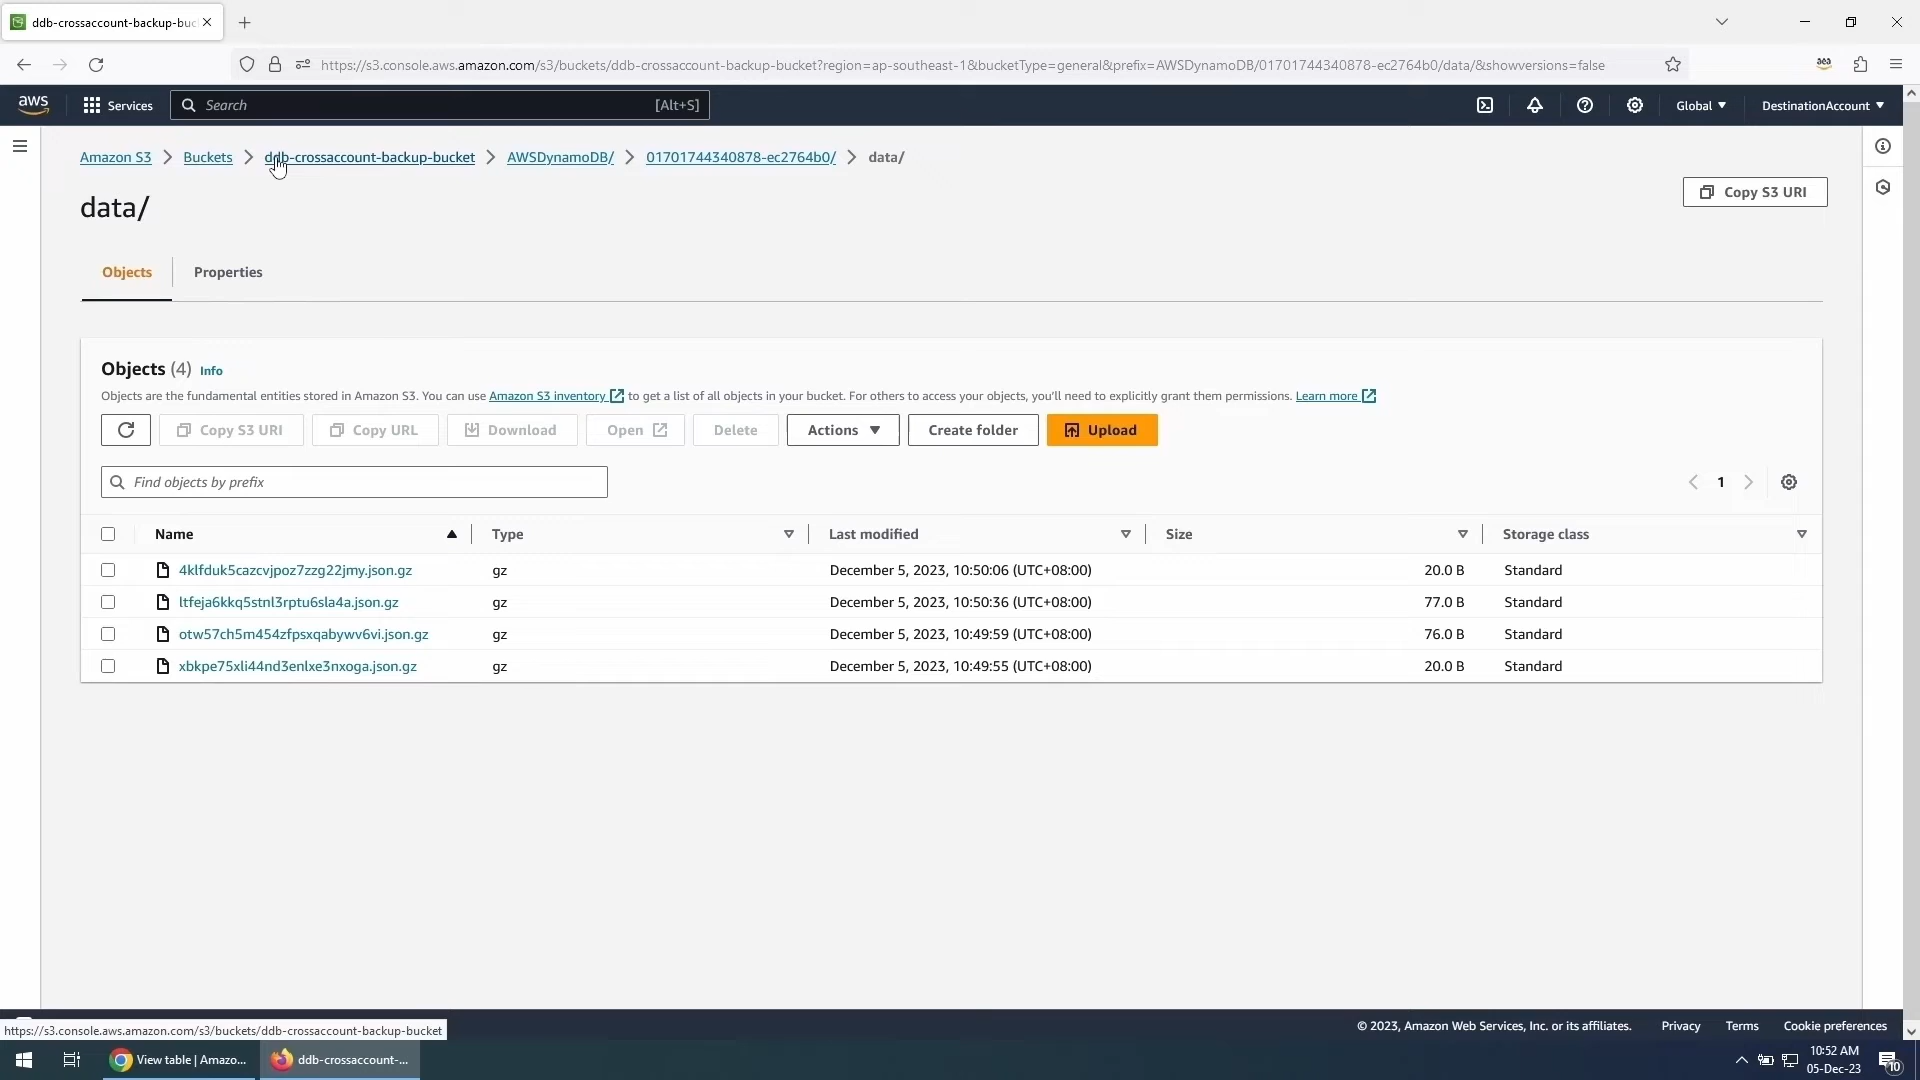 ddb-crossaccount-backup-buc
https://s3.console.aws.amazon.com/s3/buckets/ddb-crossaccount-backup-bucket?region=ap-southeast-1&bucketType=general&prefix=AWSDynamoDB/01701744340878-ec2764b0/data/&showversions=false
aws Services Search [Alt+S] Global DestinationAccount
Amazon S3 Buckets ddb-crossaccount-backup-bucket AWSDynamoDB/ 01701744340878-ec2764b0/ data/
data/
Copy S3 URI
Objects Properties
Objects (4) Info
Objects are the fundamental entities stored in Amazon S3. You can use Amazon S3 inventory to get a list of all objects in your bucket. For others to access your objects, you'll need to explicitly grant them permissions. Learn more
Copy S3 URI Copy URL Download Open Delete Actions Create folder Upload
Find objects by prefix
1
Name Type Last modified Size Storage class
4klfduk5cazcvjpoz7zzg22jmy.json.gz gz December 5, 2023, 10:50:06 (UTC+08:00) 20.0 B Standard
ltfeja6kkq5stnl3rptu6sla4a.json.gz gz December 5, 2023, 10:50:36 (UTC+08:00) 77.0 B Standard
otw57ch5m454zfpsxqabywv6vi.json.gz gz December 5, 2023, 10:49:59 (UTC+08:00) 76.0 B Standard
xbkpe75xli44nd3enlxe3nxoga.json.gz gz December 5, 2023, 10:49:55 (UTC+08:00) 20.0 B Standard
© 2023, Amazon Web Services, Inc. or its affiliates. Privacy Terms Cookie preferences
https://s3.console.aws.amazon.com/s3/buckets/ddb-crossaccount-backup-bucket
View table | Amazo... ddb-crossaccount-...
10:52 AM
05-Dec-23
10